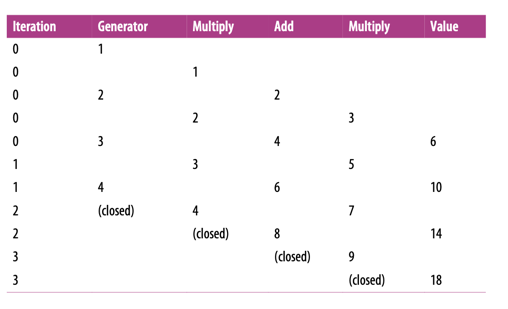 Iteration Generator Multiply Add Multiply Value
0 1
0 1
0 2 2
0 2 3
0 3 4 6
1 3 5
1 4 6 10
2 (closed) 4 7
2 (closed) 8 14
3 (closed) 9
3 (closed) 18